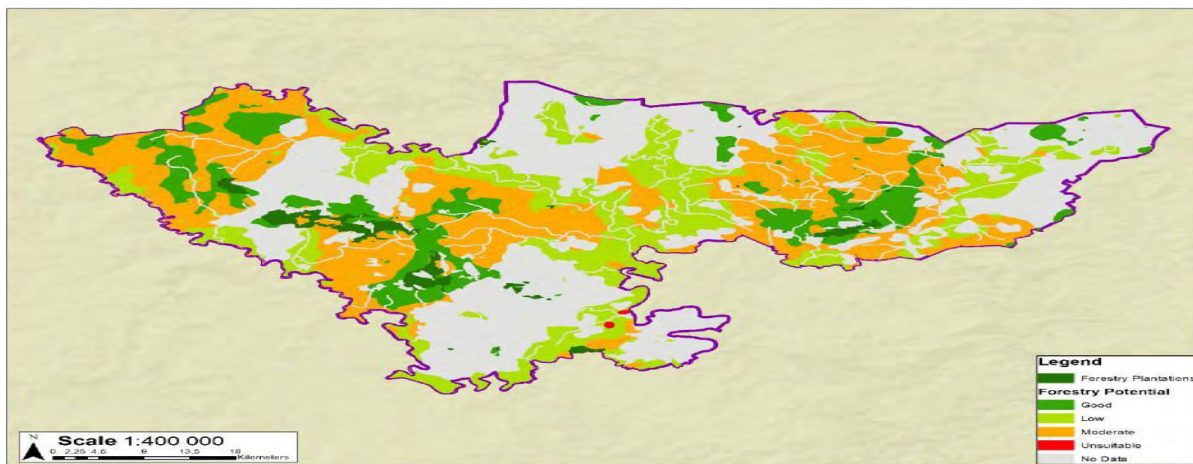 Legend
Forestry Plantations
Forestry Potential
Good
Low
Moderate
Unsuitable
No Data
N
Scale 1:400 000
0 2.25 4.5 9 13.5 18
Kilometers